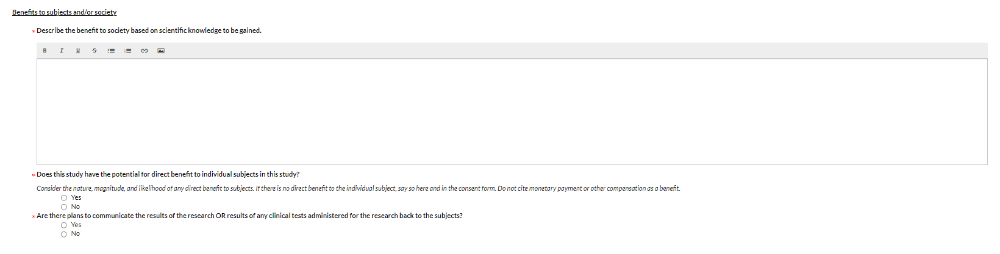 Benefits to subjects and/or society
* Describe the benefit to society based on scientific knowledge to be gained.
B I U S
* Does this study have the potential for direct benefit to individual subjects in this study?
Consider the nature, magnitude, and likelihood of any direct benefit to subjects. If there is no direct benefit to the individual subject, say so here and in the consent form. Do not cite monetary payment or other compensation as a benefit.
Yes
No
* Are there plans to communicate the results of the research OR results of any clinical tests administered for the research back to the subjects?
Yes
No